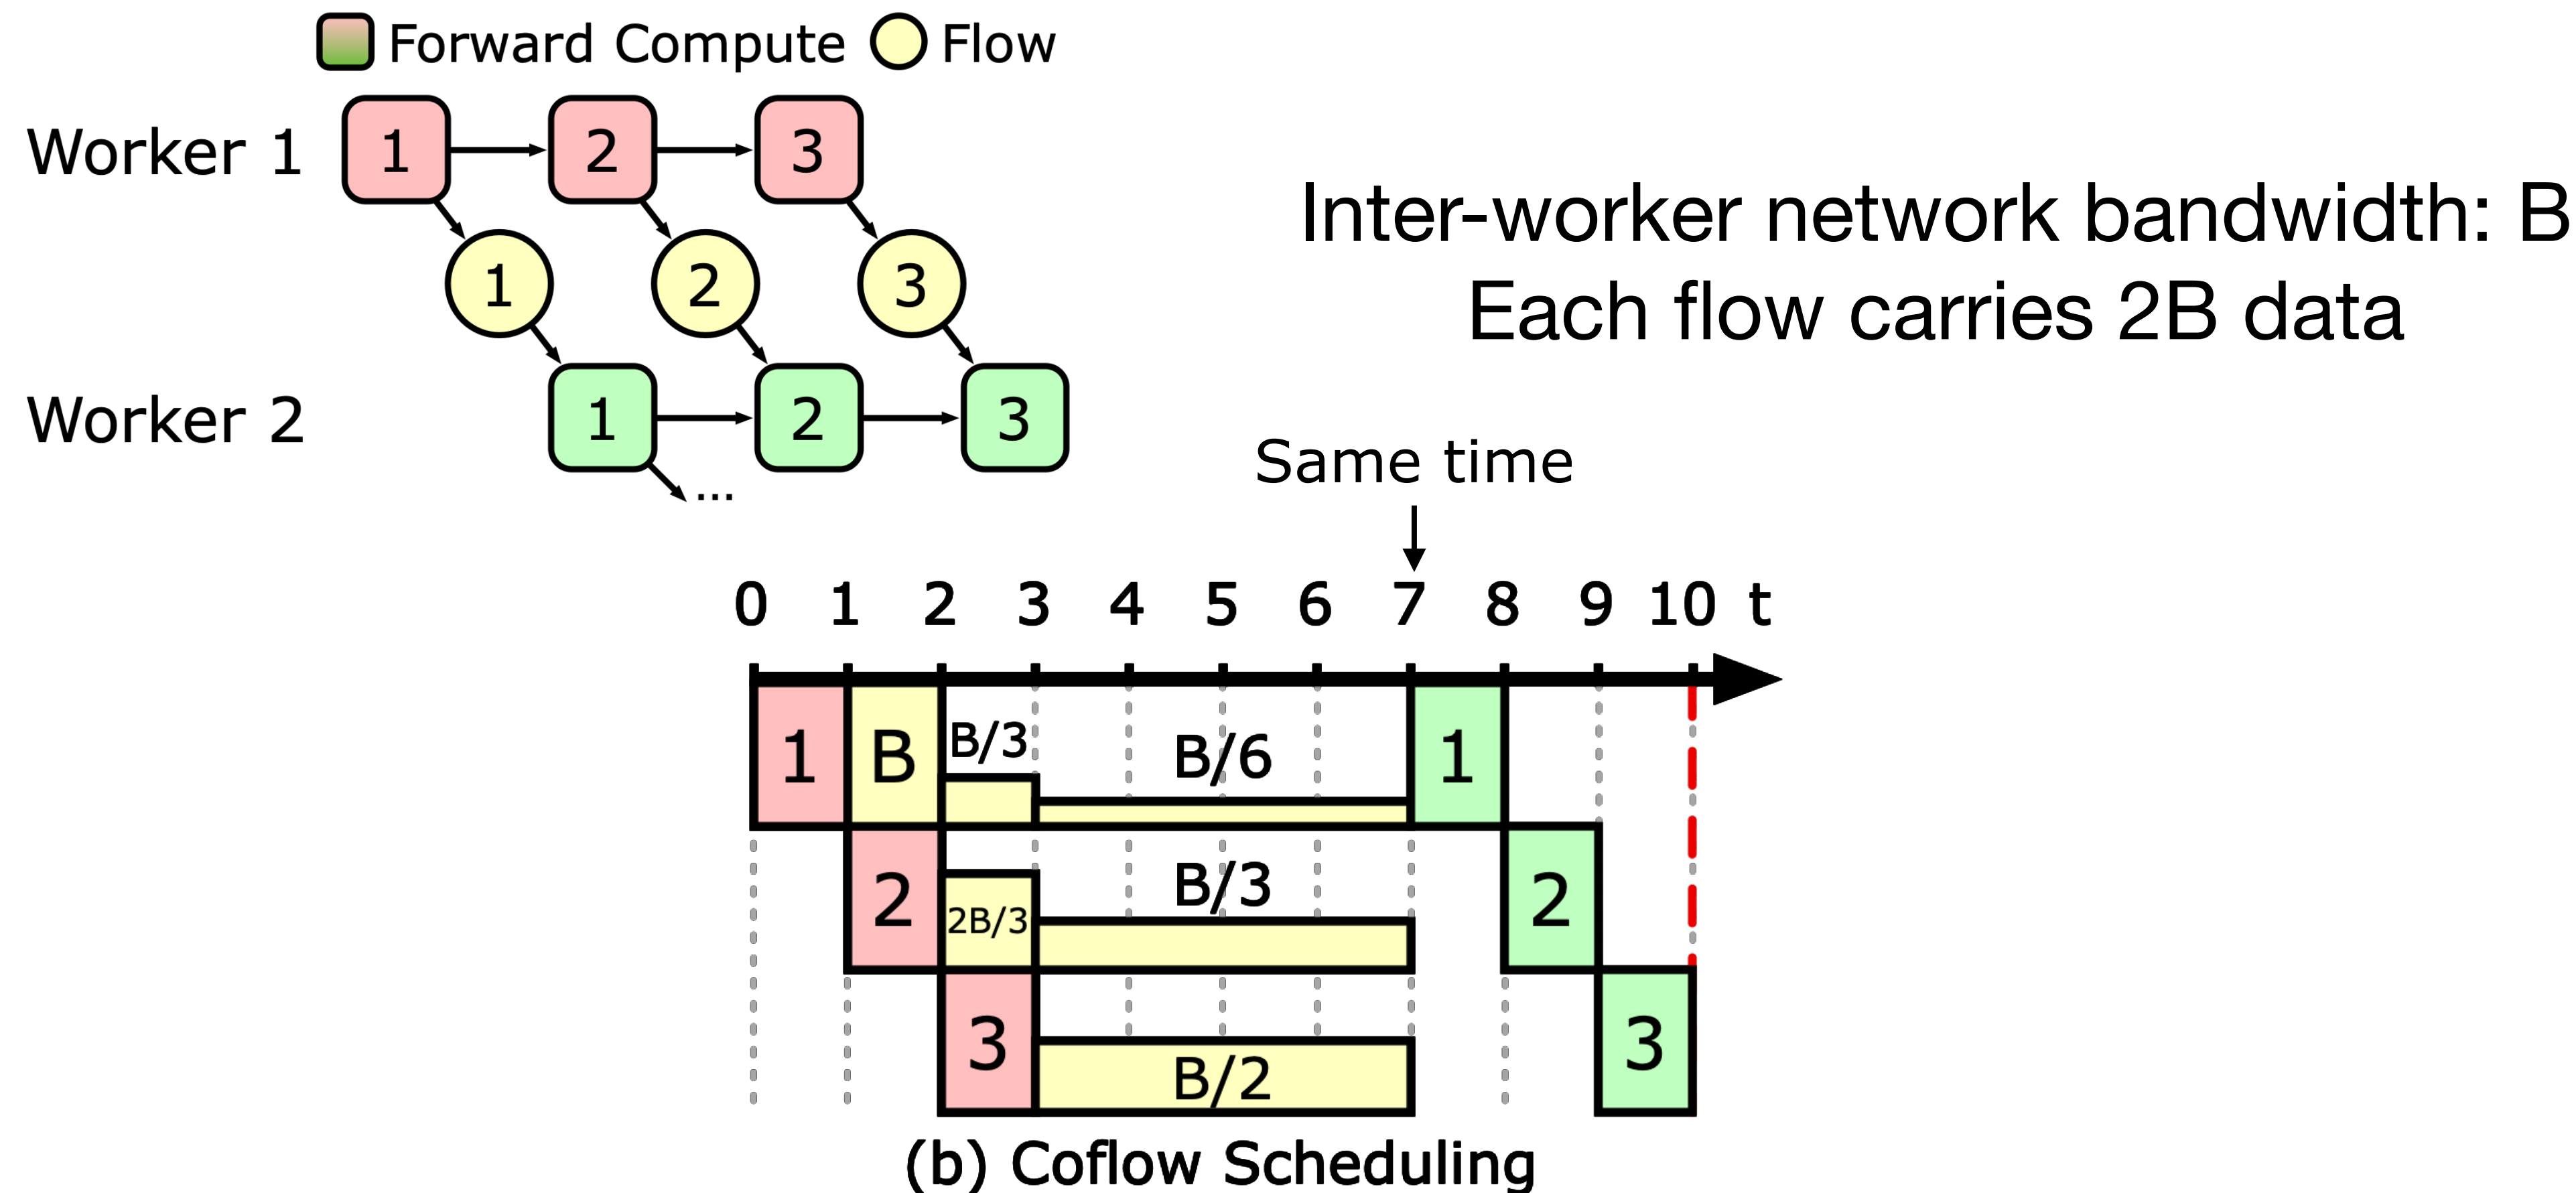 Forward Compute Flow
Worker 1 1 2 3
1 2 3
Worker 2 1 2 3
...
Inter-worker network bandwidth: B
Each flow carries 2B data
Same time
0 1 2 3 4 5 6 7 8 9 10 t
1 B B/3 B/6 1
2 2B/3 B/3 2
3 B/2 3
(b) Coflow Scheduling